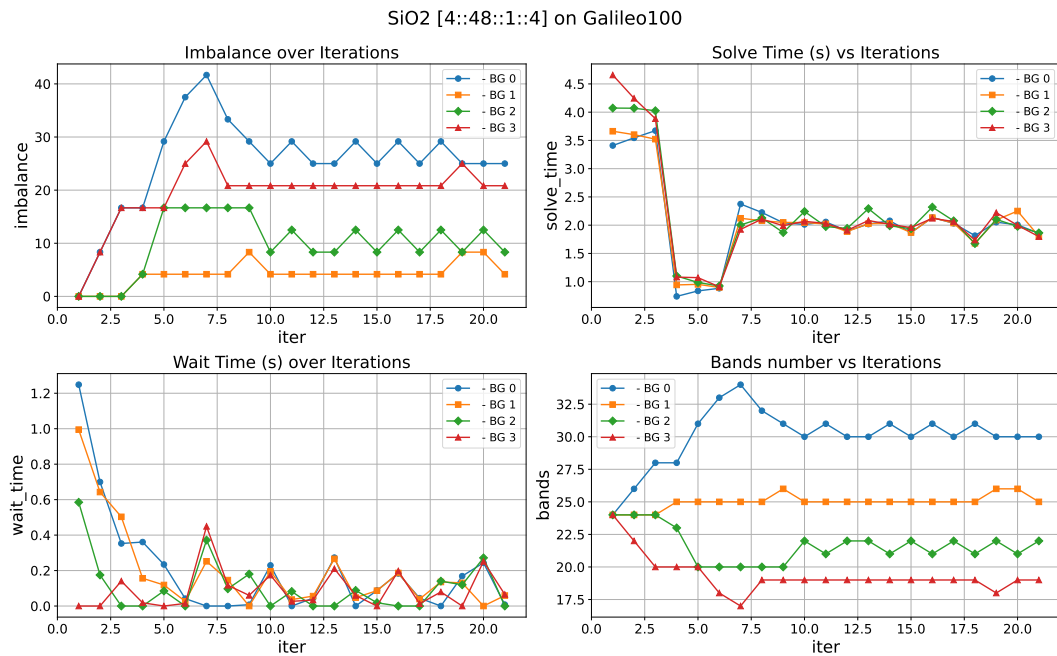 SiO2 [4::48::1::4] on Galileo100
Imbalance over Iterations
imbalance
40
30
20
10
0
- BG 0
- BG 1
- BG 2
- BG 3
0.0 2.5 5.0 7.5 10.0 12.5 15.0 17.5 20.0
iter
Solve Time (s) vs Iterations
solve_time
4.5
4.0
3.5
3.0
2.5
2.0
1.5
1.0
- BG 0
- BG 1
- BG 2
- BG 3
0.0 2.5 5.0 7.5 10.0 12.5 15.0 17.5 20.0
iter
Wait Time (s) over Iterations
wait_time
1.2
1.0
0.8
0.6
0.4
0.2
0.0
- BG 0
- BG 1
- BG 2
- BG 3
0.0 2.5 5.0 7.5 10.0 12.5 15.0 17.5 20.0
iter
Bands number vs Iterations
bands
32.5
30.0
27.5
25.0
22.5
20.0
17.5
- BG 0
- BG 1
- BG 2
- BG 3
0.0 2.5 5.0 7.5 10.0 12.5 15.0 17.5 20.0
iter